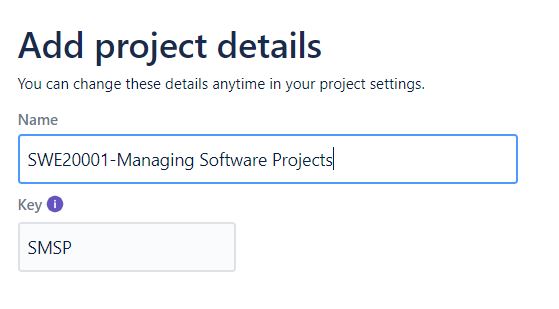 Add project details
You can change these details anytime in your project settings.
Name
SWE20001-Managing Software Projects
Key i
SMSP